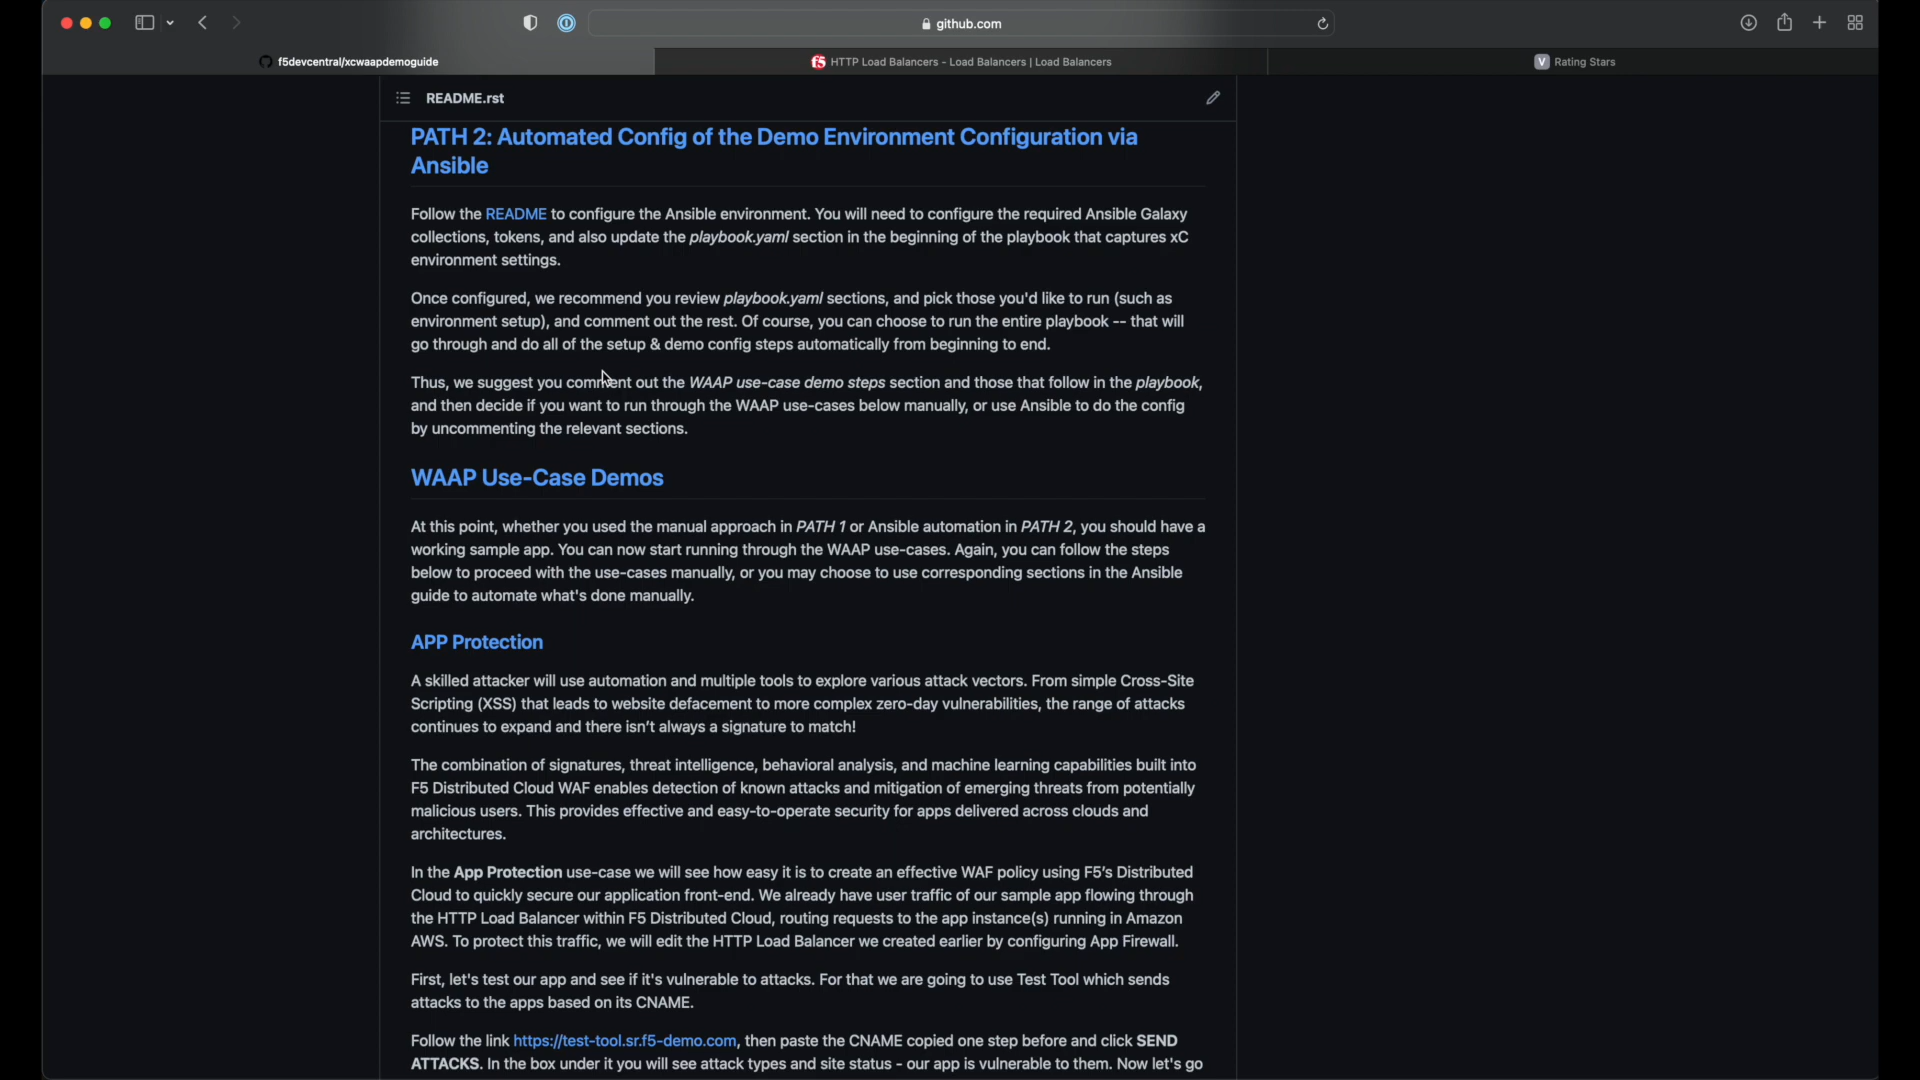 github.com
f5devcentral/xcwaapdemoguide
HTTP Load Balancers - Load Balancers | Load Balancers
V Rating Stars
README.rst
PATH 2: Automated Config of the Demo Environment Configuration via
Ansible
Follow the README to configure the Ansible environment. You will need to configure the required Ansible Galaxy
collections, tokens, and also update the playbook.yaml section in the beginning of the playbook that captures xC
environment settings.
Once configured, we recommend you review playbook.yaml sections, and pick those you'd like to run (such as
environment setup), and comment out the rest. Of course, you can choose to run the entire playbook -- that will
go through and do all of the setup & demo config steps automatically from beginning to end.
Thus, we suggest you comment out the WAAP use-case demo steps section and those that follow in the playbook,
and then decide if you want to run through the WAAP use-cases below manually, or use Ansible to do the config
by uncommenting the relevant sections.
WAAP Use-Case Demos
At this point, whether you used the manual approach in PATH 1 or Ansible automation in PATH 2, you should have a
working sample app. You can now start running through the WAAP use-cases. Again, you can follow the steps
below to proceed with the use-cases manually, or you may choose to use corresponding sections in the Ansible
guide to automate what's done manually.
APP Protection
A skilled attacker will use automation and multiple tools to explore various attack vectors. From simple Cross-Site
Scripting (XSS) that leads to website defacement to more complex zero-day vulnerabilities, the range of attacks
continues to expand and there isn’t always a signature to match!
The combination of signatures, threat intelligence, behavioral analysis, and machine learning capabilities built into
F5 Distributed Cloud WAF enables detection of known attacks and mitigation of emerging threats from potentially
malicious users. This provides effective and easy-to-operate security for apps delivered across clouds and
architectures.
In the App Protection use-case we will see how easy it is to create an effective WAF policy using F5’s Distributed
Cloud to quickly secure our application front-end. We already have user traffic of our sample app flowing through
the HTTP Load Balancer within F5 Distributed Cloud, routing requests to the app instance(s) running in Amazon
AWS. To protect this traffic, we will edit the HTTP Load Balancer we created earlier by configuring App Firewall.
First, let's test our app and see if it's vulnerable to attacks. For that we are going to use Test Tool which sends
attacks to the apps based on its CNAME.
Follow the link https://test-tool.sr.f5-demo.com, then paste the CNAME copied one step before and click SEND
ATTACKS. In the box under it you will see attack types and site status - our app is vulnerable to them. Now let's go